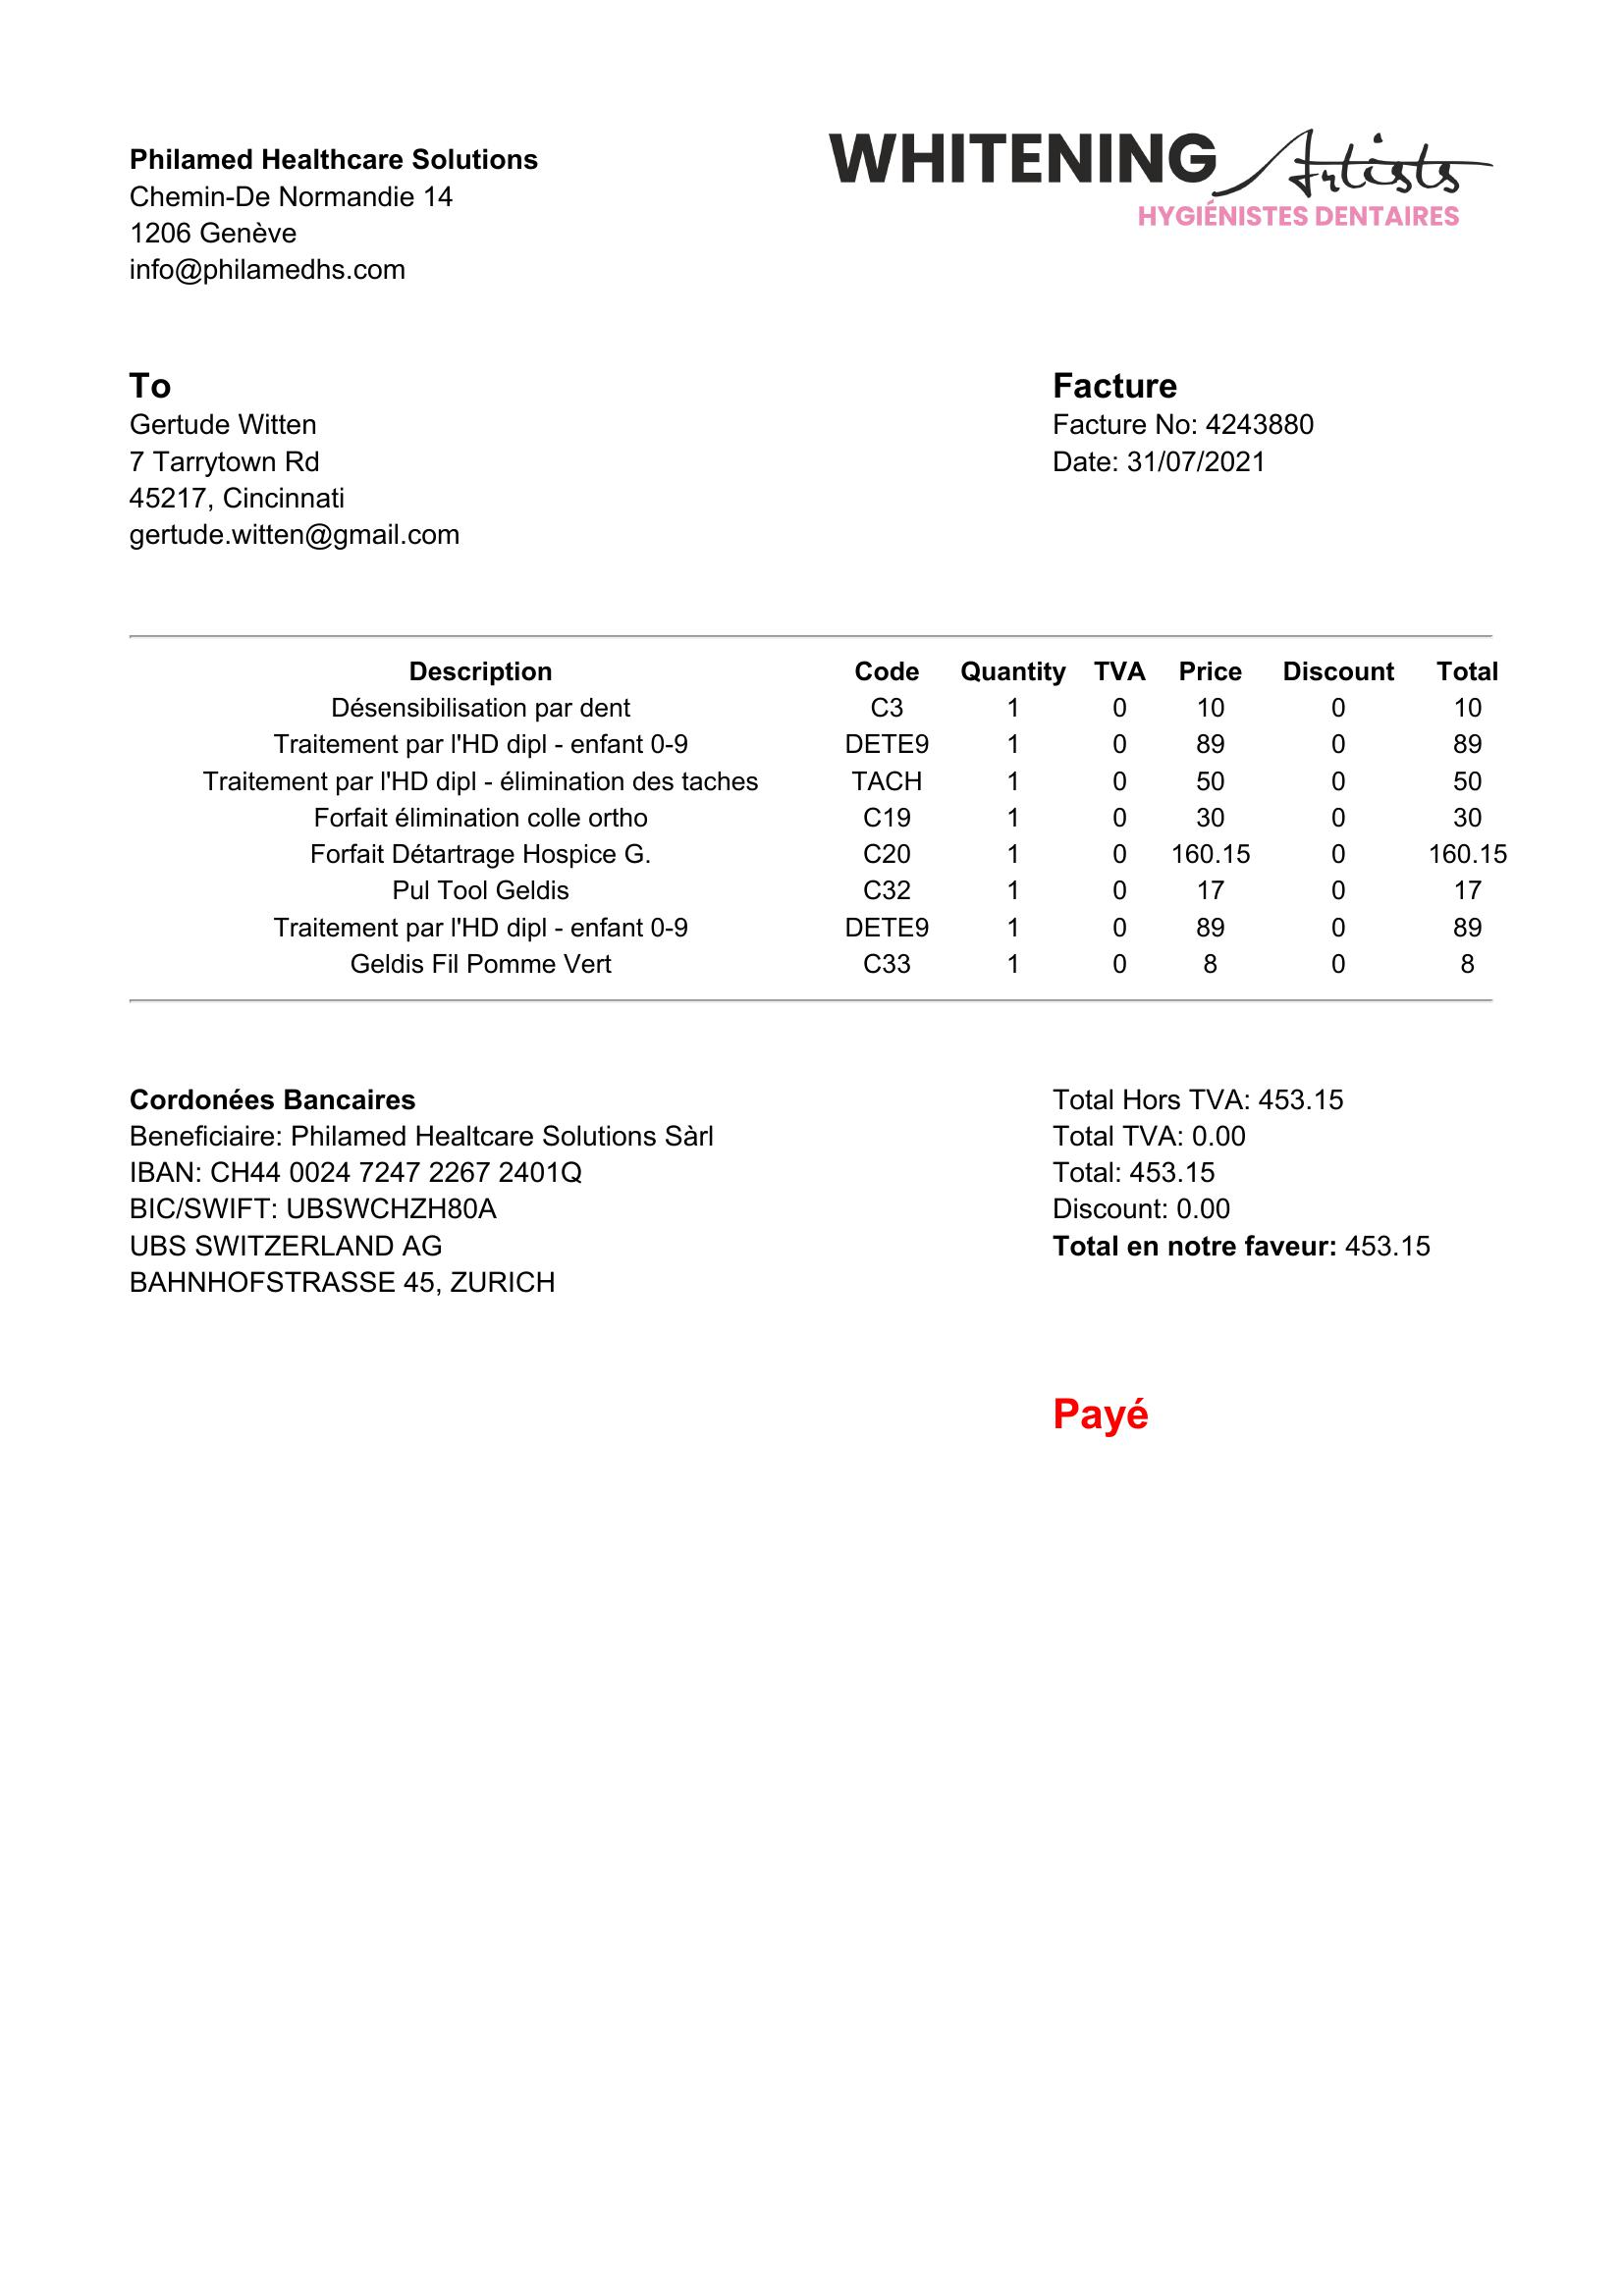 Philamed Healthcare Solutions
Chemin-De Normandie 14
1206 Genève
info@philamedhs.com
WHITENING Artists
HYGIÉNISTES DENTAIRES
To
Gertude Witten
7 Tarrytown Rd
45217, Cincinnati
gertude.witten@gmail.com
Facture
Facture No: 4243880
Date: 31/07/2021
Description Code Quantity TVA Price Discount Total
Désensibilisation par dent C3 1 0 10 0 10
Traitement par l'HD dipl - enfant 0-9 DETE9 1 0 89 0 89
Traitement par l'HD dipl - élimination des taches TACH 1 0 50 0 50
Forfait élimination colle ortho C19 1 0 30 0 30
Forfait Détartrage Hospice G. C20 1 0 160.15 0 160.15
Pul Tool Geldis C32 1 0 17 0 17
Traitement par l'HD dipl - enfant 0-9 DETE9 1 0 89 0 89
Geldis Fil Pomme Vert C33 1 0 8 0 8
Cordonées Bancaires
Beneficiaire: Philamed Healtcare Solutions Sàrl
IBAN: CH44 0024 7247 2267 2401Q
BIC/SWIFT: UBSWCHZH80A
UBS SWITZERLAND AG
BAHNHOFSTRASSE 45, ZURICH
Total Hors TVA: 453.15
Total TVA: 0.00
Total: 453.15
Discount: 0.00
Total en notre faveur: 453.15
Payé